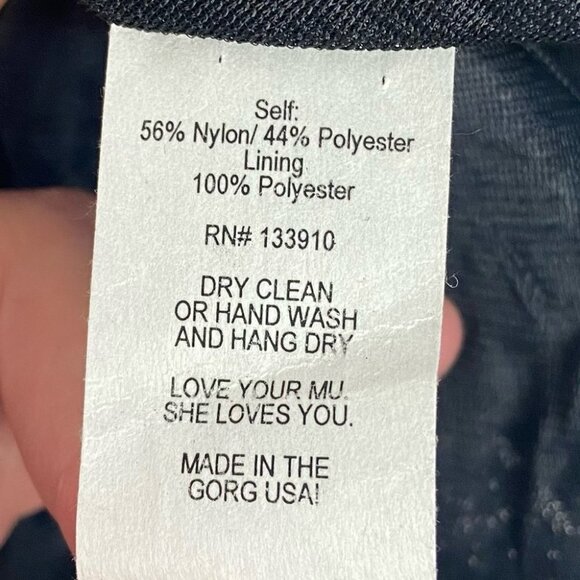 Self:
56% Nylon/ 44% Polyester
Lining
100% Polyester
RN# 133910
DRY CLEAN
OR HAND WASH
AND HANG DRY
LOVE YOUR MU.
SHE LOVES YOU.
MADE IN THE
GORG USA!